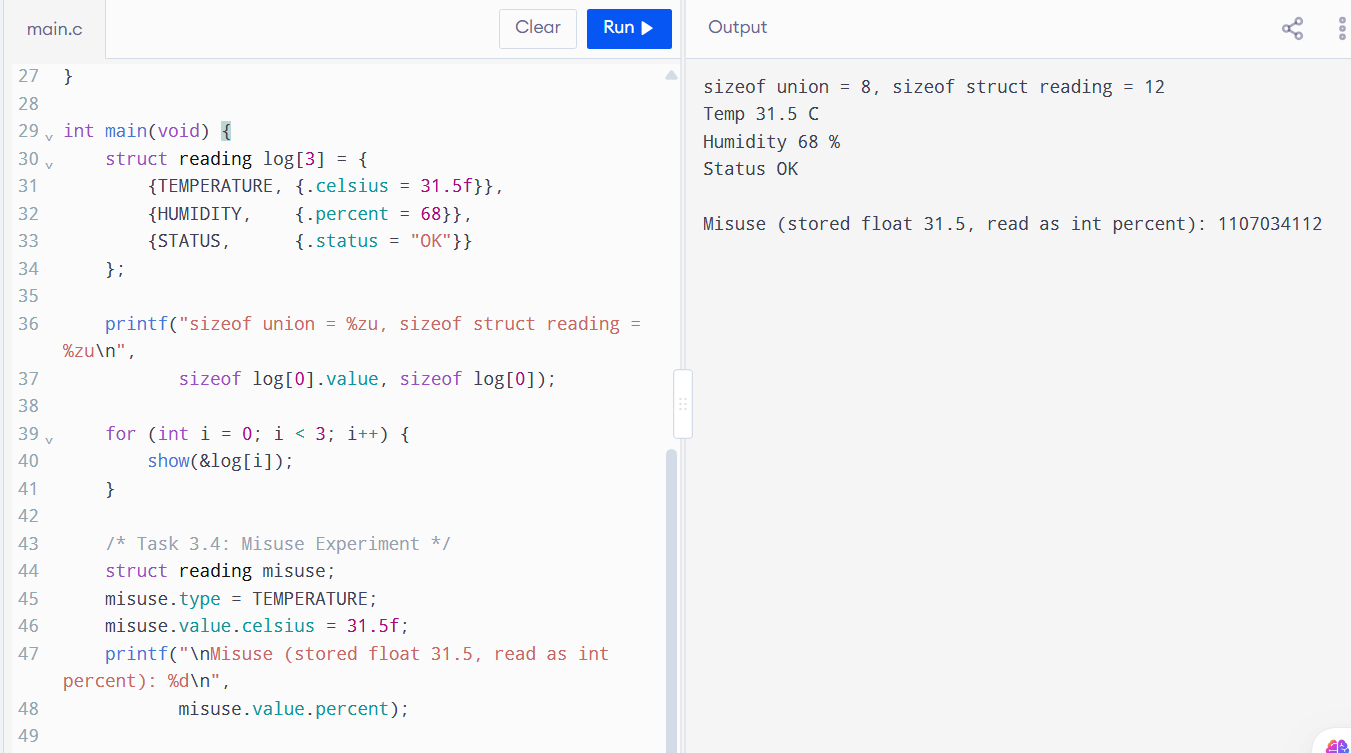 main.c
Clear
Run
Output
27 }
28
29 int main(void) {
30     struct reading log[3] = {
31         {TEMPERATURE, {.celsius = 31.5f}},
32         {HUMIDITY,    {.percent = 68}},
33         {STATUS,      {.status = "OK"}}
34     };
35
36     printf("sizeof union = %zu, sizeof struct reading =
%zu\n",
37            sizeof log[0].value, sizeof log[0]);
38
39     for (int i = 0; i < 3; i++) {
40         show(&log[i]);
41     }
42
43     /* Task 3.4: Misuse Experiment */
44     struct reading misuse;
45     misuse.type = TEMPERATURE;
46     misuse.value.celsius = 31.5f;
47     printf("\nMisuse (stored float 31.5, read as int
percent): %d\n",
48            misuse.value.percent);
49
sizeof union = 8, sizeof struct reading = 12
Temp 31.5 C
Humidity 68 %
Status OK
Misuse (stored float 31.5, read as int percent): 1107034112